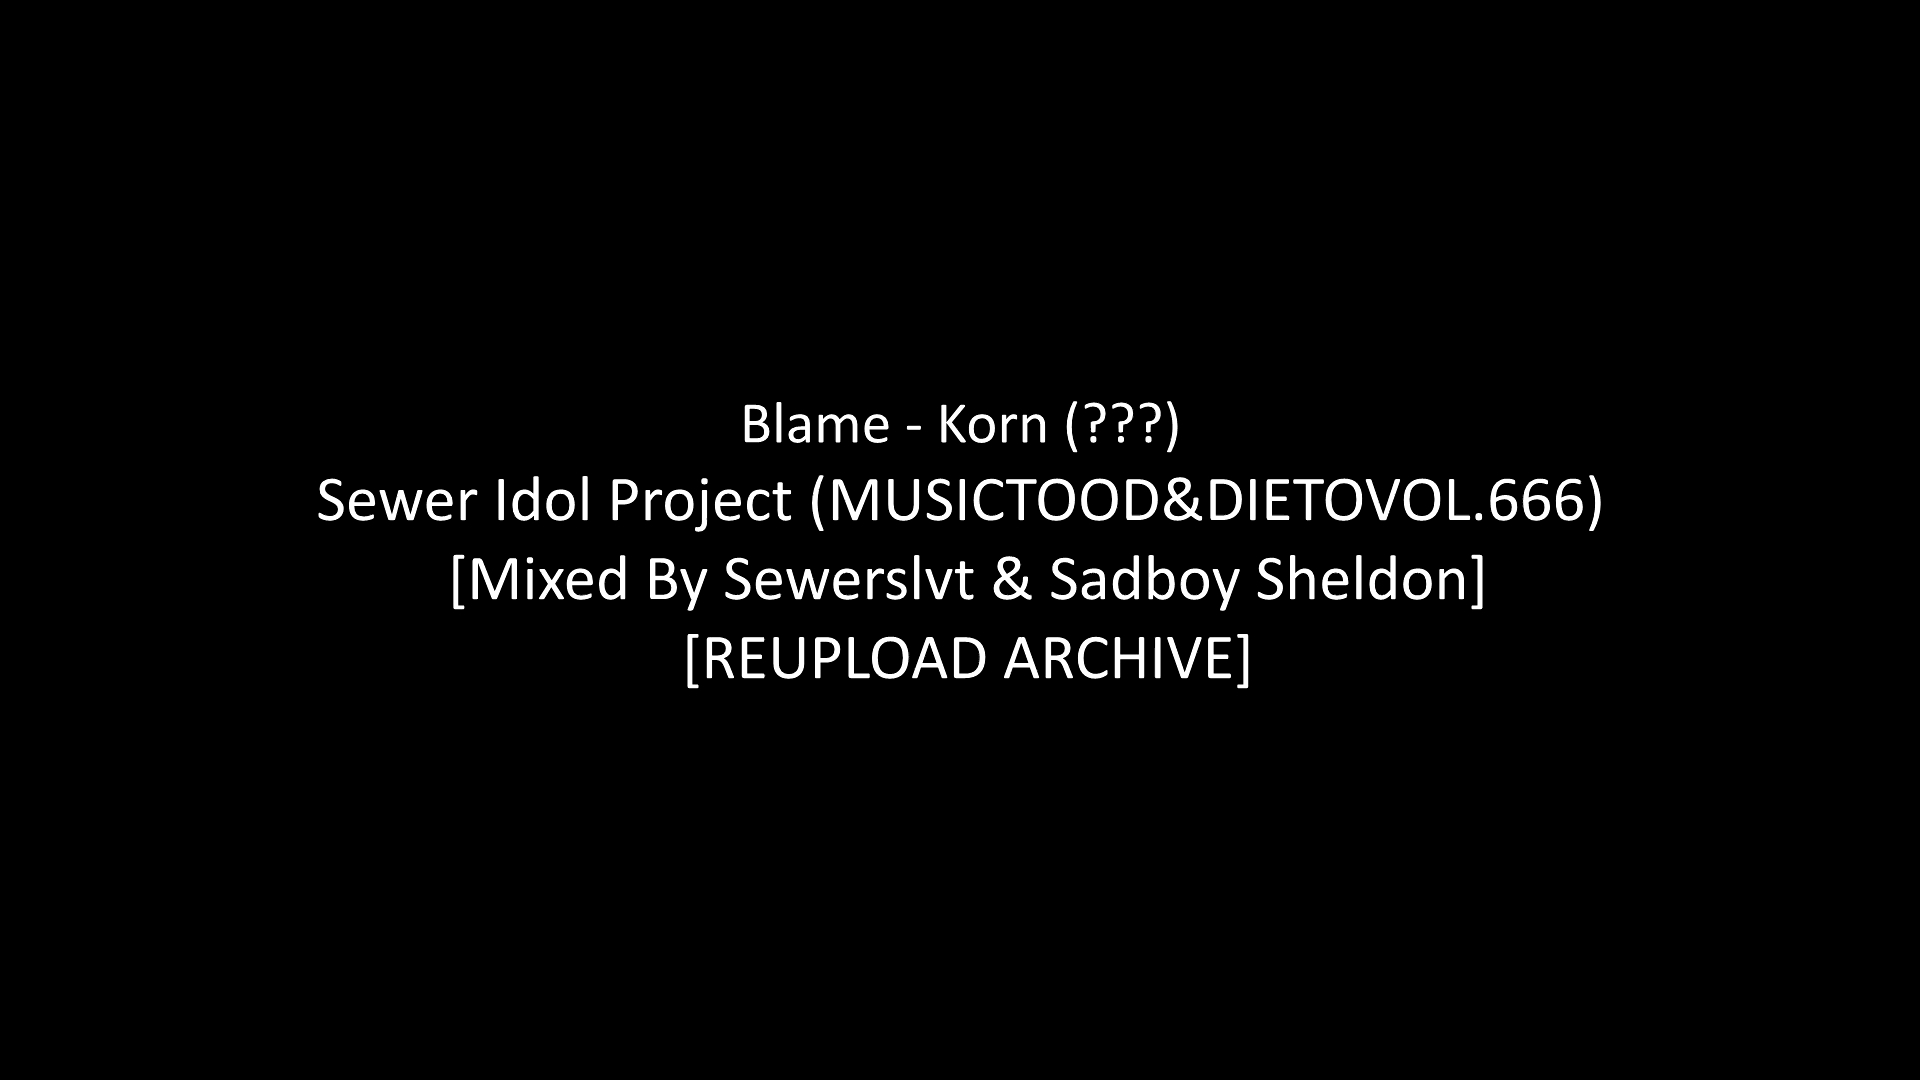 Blame - Korn (???)
Sewer Idol Project (MUSICTOOD&DIETOVOL.666)
[Mixed By Sewerslvt & Sadboy Sheldon]
[REUPLOAD ARCHIVE]